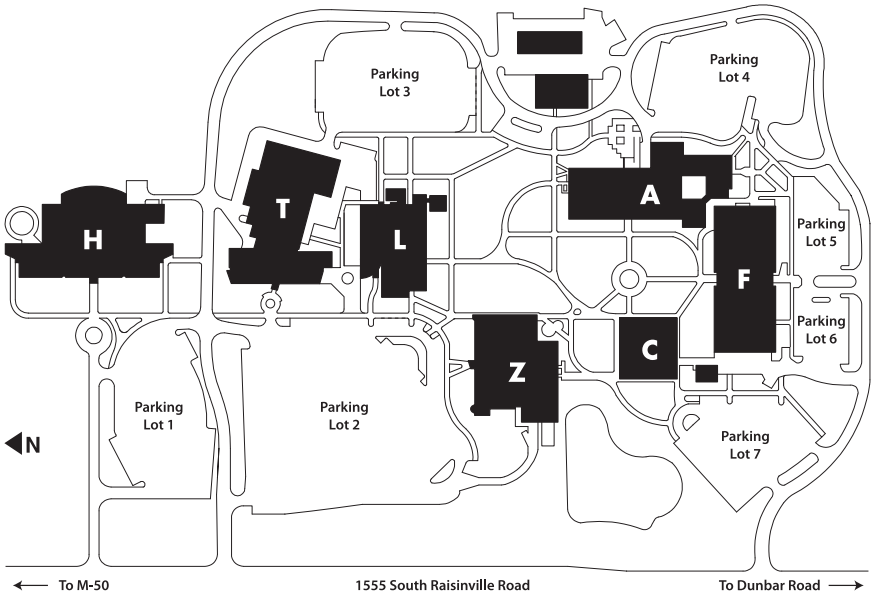 Parking
Lot 3
Parking
Lot 4
H
T
L
A
Parking
Lot 5
F
Parking
Lot 6
Z
C
Parking
Lot 1
Parking
Lot 2
Parking
Lot 7
N
To M-50
1555 South Raisinville Road
To Dunbar Road